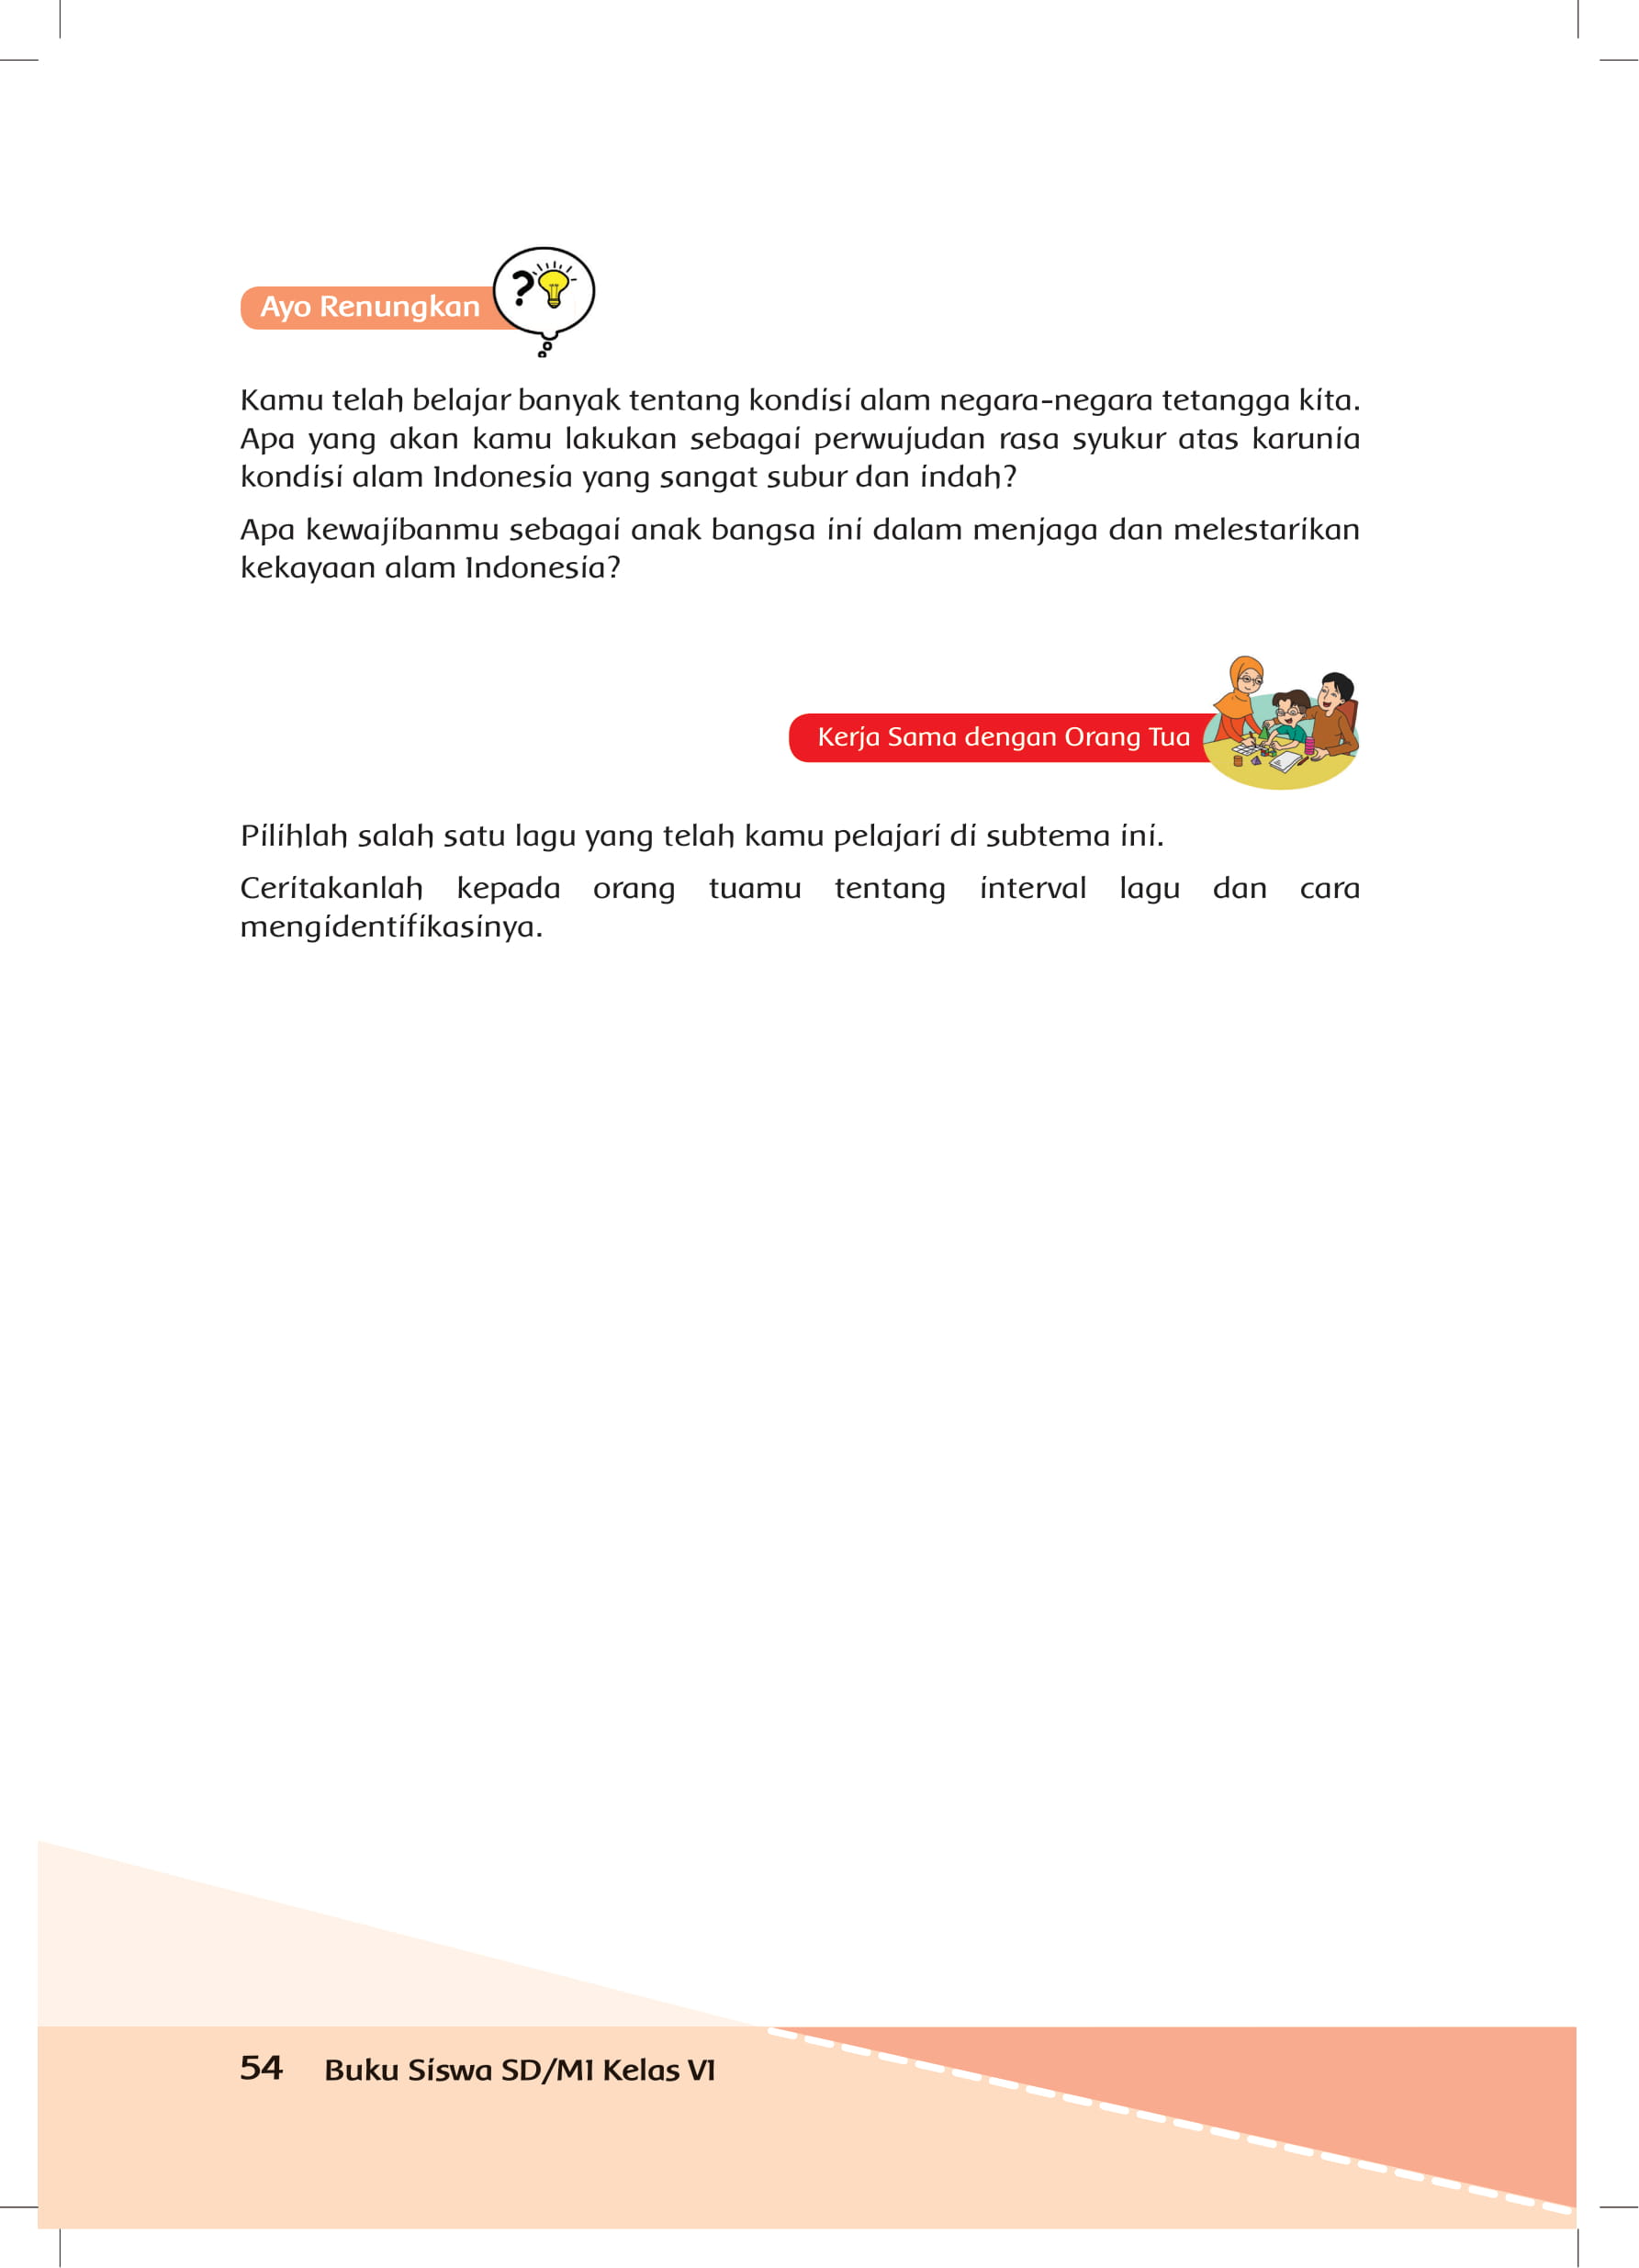 Ayo Renungkan
Kamu telah belajar banyak tentang kondisi alam negara-negara tetangga kita.
Apa yang akan kamu lakukan sebagai perwujudan rasa syukur atas karunia
kondisi alam Indonesia yang sangat subur dan indah?
Apa kewajibanmu sebagai anak bangsa ini dalam menjaga dan melestarikan
kekayaan alam Indonesia?
Kerja Sama dengan Orang Tua
Pilihlah salah satu lagu yang telah kamu pelajari di subtema ini.
Ceritakanlah kepada orang tuamu tentang interval lagu dan cara
mengidentifikasinya.
54 Buku Siswa SD/MI Kelas VI